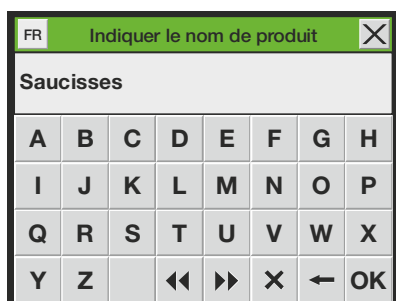 FR Indiquer le nom de produit
Saucisses
A B C D E F G H
I J K L M N O P
Q R S T U V W X
Y Z OK